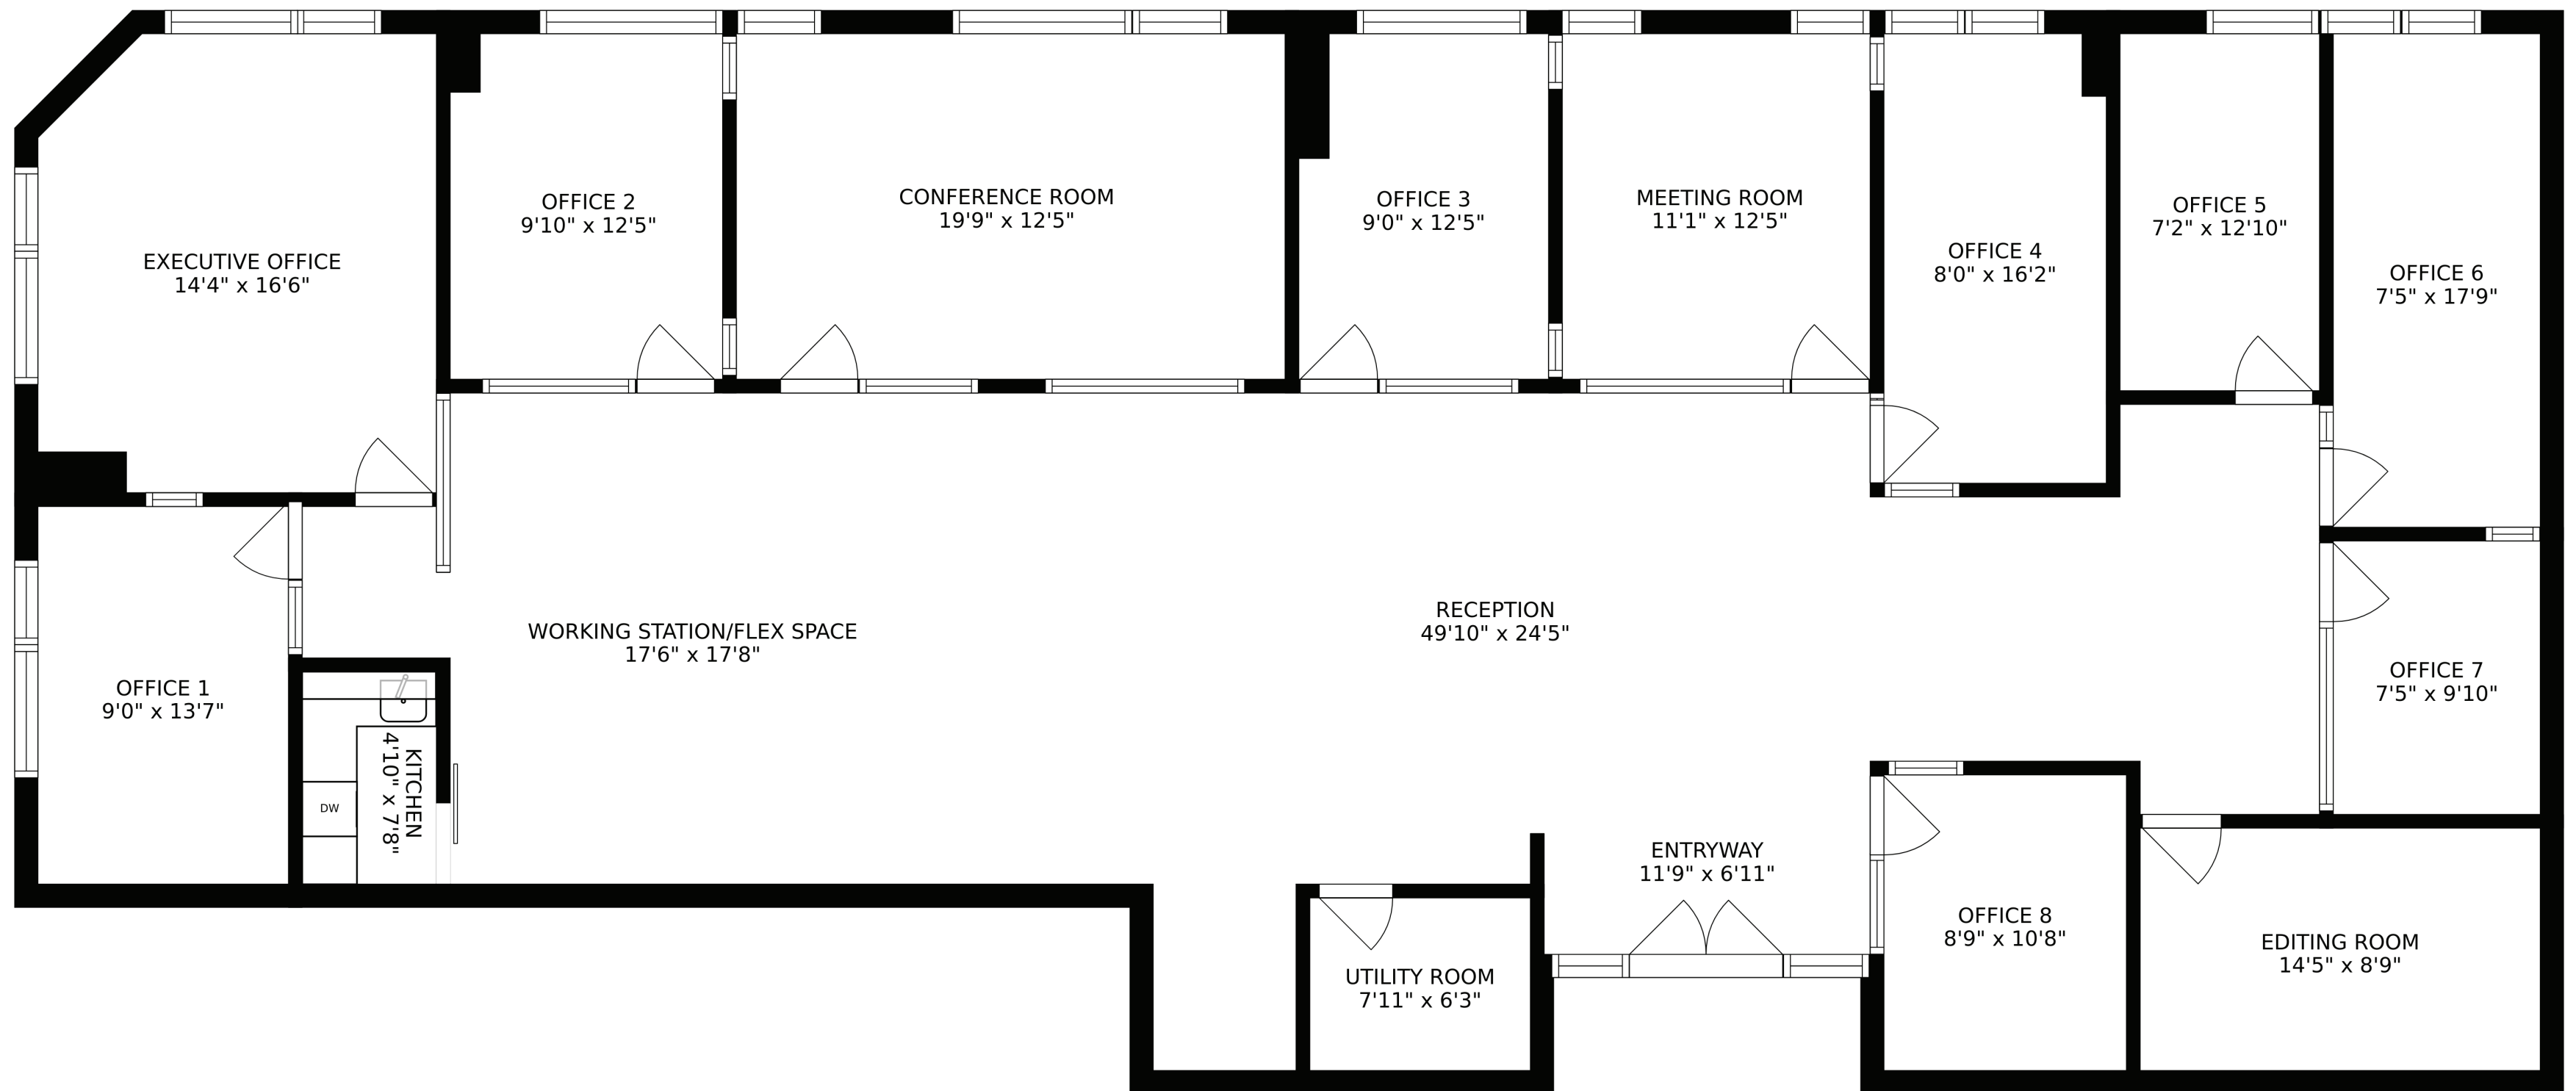 EXECUTIVE OFFICE
14'4" x 16'6"
OFFICE 2
9'10" x 12'5"
CONFERENCE ROOM
19'9" x 12'5"
OFFICE 3
9'0" x 12'5"
MEETING ROOM
11'1" x 12'5"
OFFICE 4
8'0" x 16'2"
OFFICE 5
7'2" x 12'10"
OFFICE 6
7'5" x 17'9"
OFFICE 1
9'0" x 13'7"
KITCHEN
4'10" x 7'8"
DW
WORKING STATION/FLEX SPACE
17'6" x 17'8"
RECEPTION
49'10" x 24'5"
OFFICE 7
7'5" x 9'10"
ENTRYWAY
11'9" x 6'11"
UTILITY ROOM
7'11" x 6'3"
OFFICE 8
8'9" x 10'8"
EDITING ROOM
14'5" x 8'9"